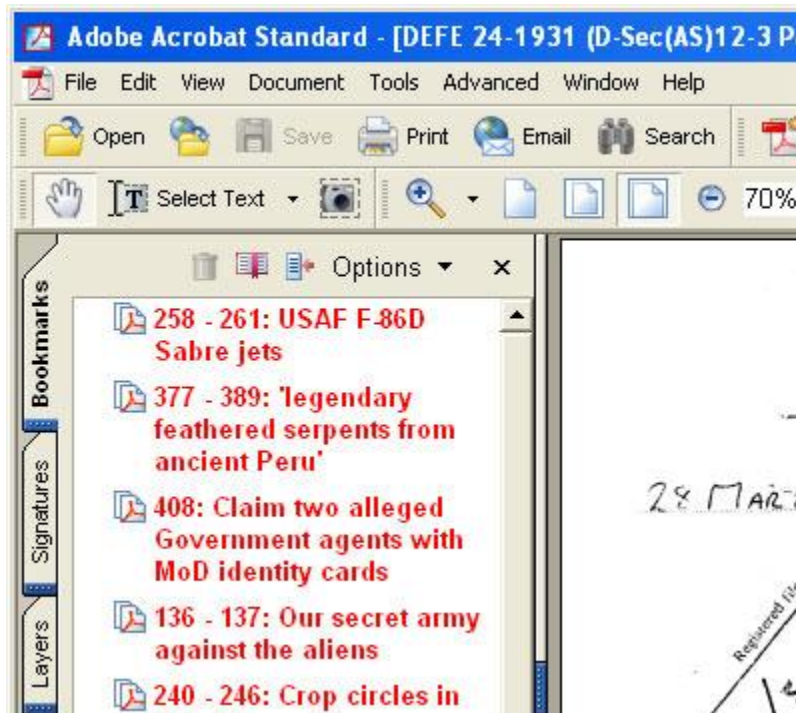 Adobe Acrobat Standard - [DEFE 24-1931 (D-Sec(AS)12-3 P
File Edit View Document Tools Advanced Window Help
Open Save Print Email Search
Select Text 70%
Options
Bookmarks
Signatures
Layers
258 - 261: USAF F-86D
Sabre jets
377 - 389: 'legendary
feathered serpents from
ancient Peru'
408: Claim two alleged
Government agents with
MoD identity cards
136 - 137: Our secret army
against the aliens
240 - 246: Crop circles in
28 MAR
Registered